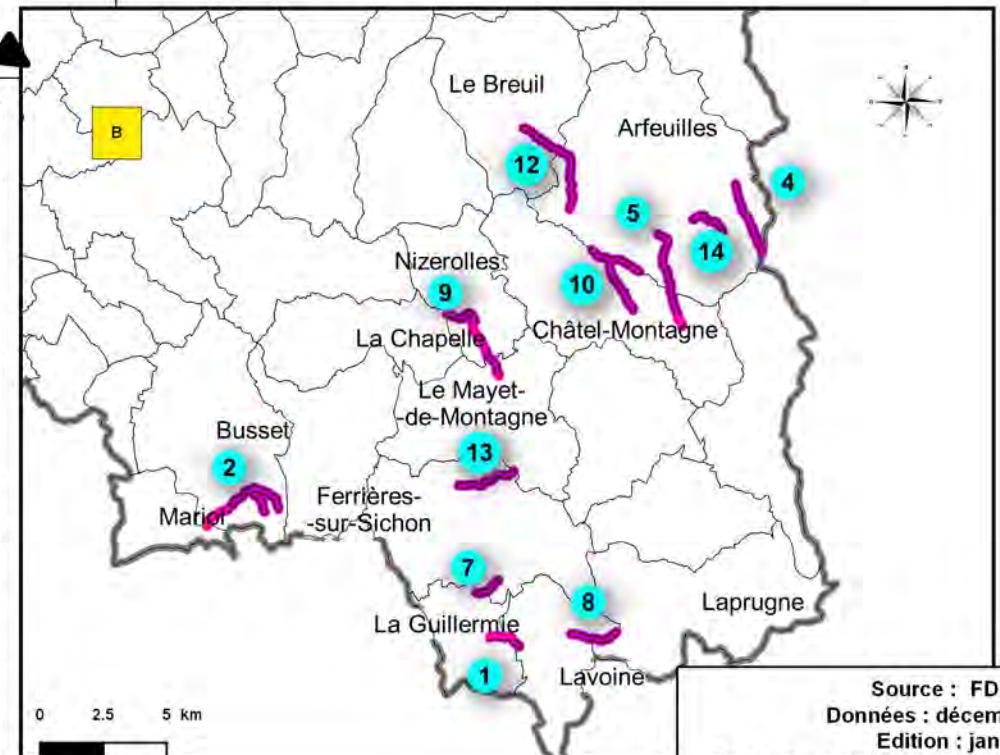 B
Le Breuil
Arfeuilles
12
4
5
14
Nizerolles
9
10
La Chapelle
Châtel-Montagne
Le Mayet-
-de-Montagne
Busset
13
2
Ferrières-
-sur-Sichon
Mariol
7
8
Laprugne
La Guillermie
1
Lavoine
0 2.5 5 km
Source : FD
Données : décem
Edition : jan